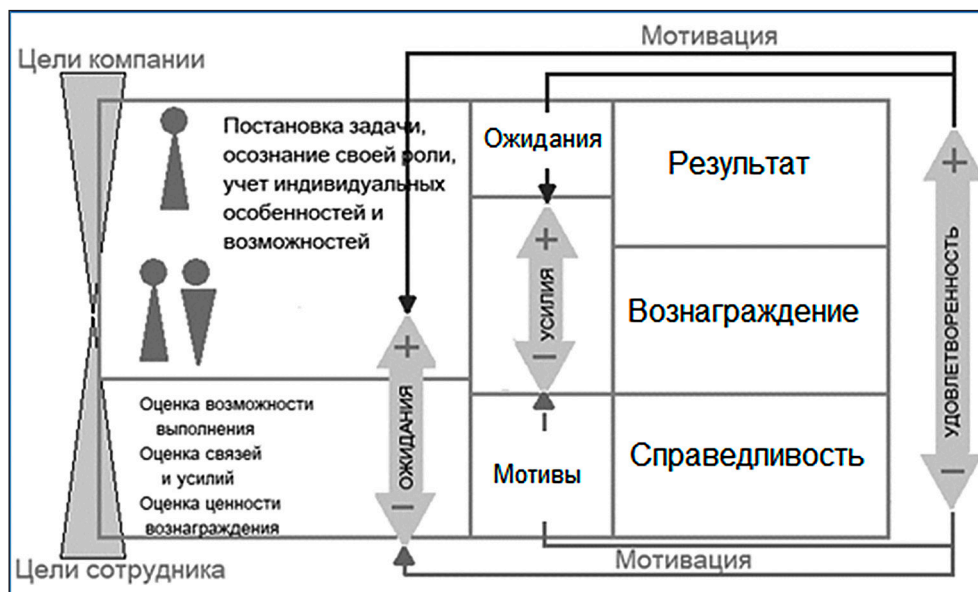 Мотивация
Цели компании
Постановка задачи,
осознание своей роли,
учет индивидуальных
особенностей и
возможностей
Ожидания
Результат
+
УСИЛИЯ
−
Вознаграждение
+
УДОВЛЕТВОРЕННОСТЬ
−
Оценка возможности
выполнения
Оценка связей
и усилий
Оценка ценности
вознаграждения
+
ОЖИДАНИЯ
−
Мотивы
Справедливость
Мотивация
Цели сотрудника